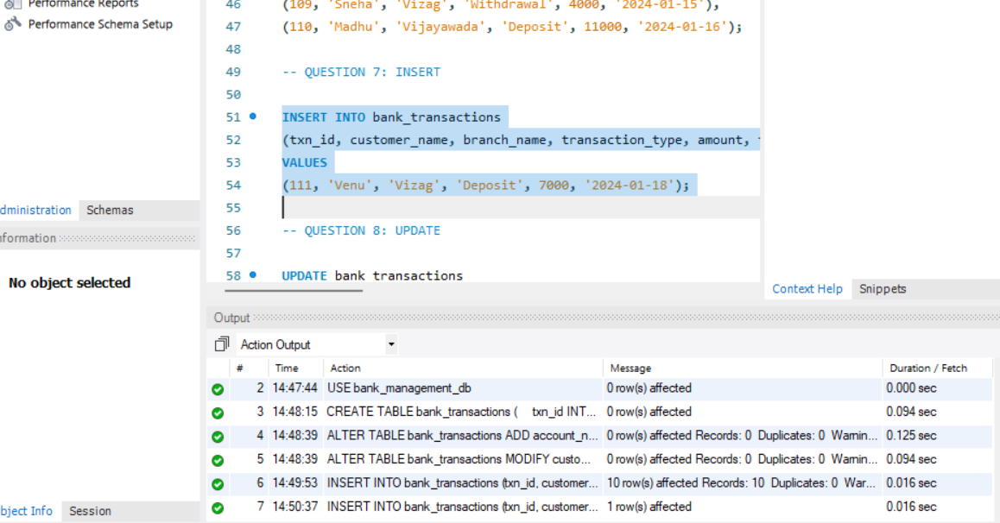 Performance Reports
Performance Schema Setup
dministration Schemas
nformation
No object selected
bject Info Session
46 (109, 'Sneha', 'Vizag', 'Withdrawal', 4000, '2024-01-15'),
47 (110, 'Madhu', 'Vijayawada', 'Deposit', 11000, '2024-01-16');
48
49 -- QUESTION 7: INSERT
50
51 INSERT INTO bank_transactions
52 (txn_id, customer_name, branch_name, transaction_type, amount,
53 VALUES
54 (111, 'Venu', 'Vizag', 'Deposit', 7000, '2024-01-18');
55
56 -- QUESTION 8: UPDATE
57
58 UPDATE bank_transactions
Context Help Snippets
Output
Action Output
# Time Action Message Duration / Fetch
2 14:47:44 USE bank_management_db 0 row(s) affected 0.000 sec
3 14:48:15 CREATE TABLE bank_transactions ( txn_id INT... 0 row(s) affected 0.094 sec
4 14:48:39 ALTER TABLE bank_transactions ADD account_n... 0 row(s) affected Records: 0 Duplicates: 0 Warnin... 0.125 sec
5 14:48:39 ALTER TABLE bank_transactions MODIFY custo... 0 row(s) affected Records: 0 Duplicates: 0 Warnin... 0.094 sec
6 14:49:53 INSERT INTO bank_transactions (txn_id, customer... 10 row(s) affected Records: 10 Duplicates: 0 War... 0.016 sec
7 14:50:37 INSERT INTO bank_transactions (txn_id, customer... 1 row(s) affected 0.016 sec